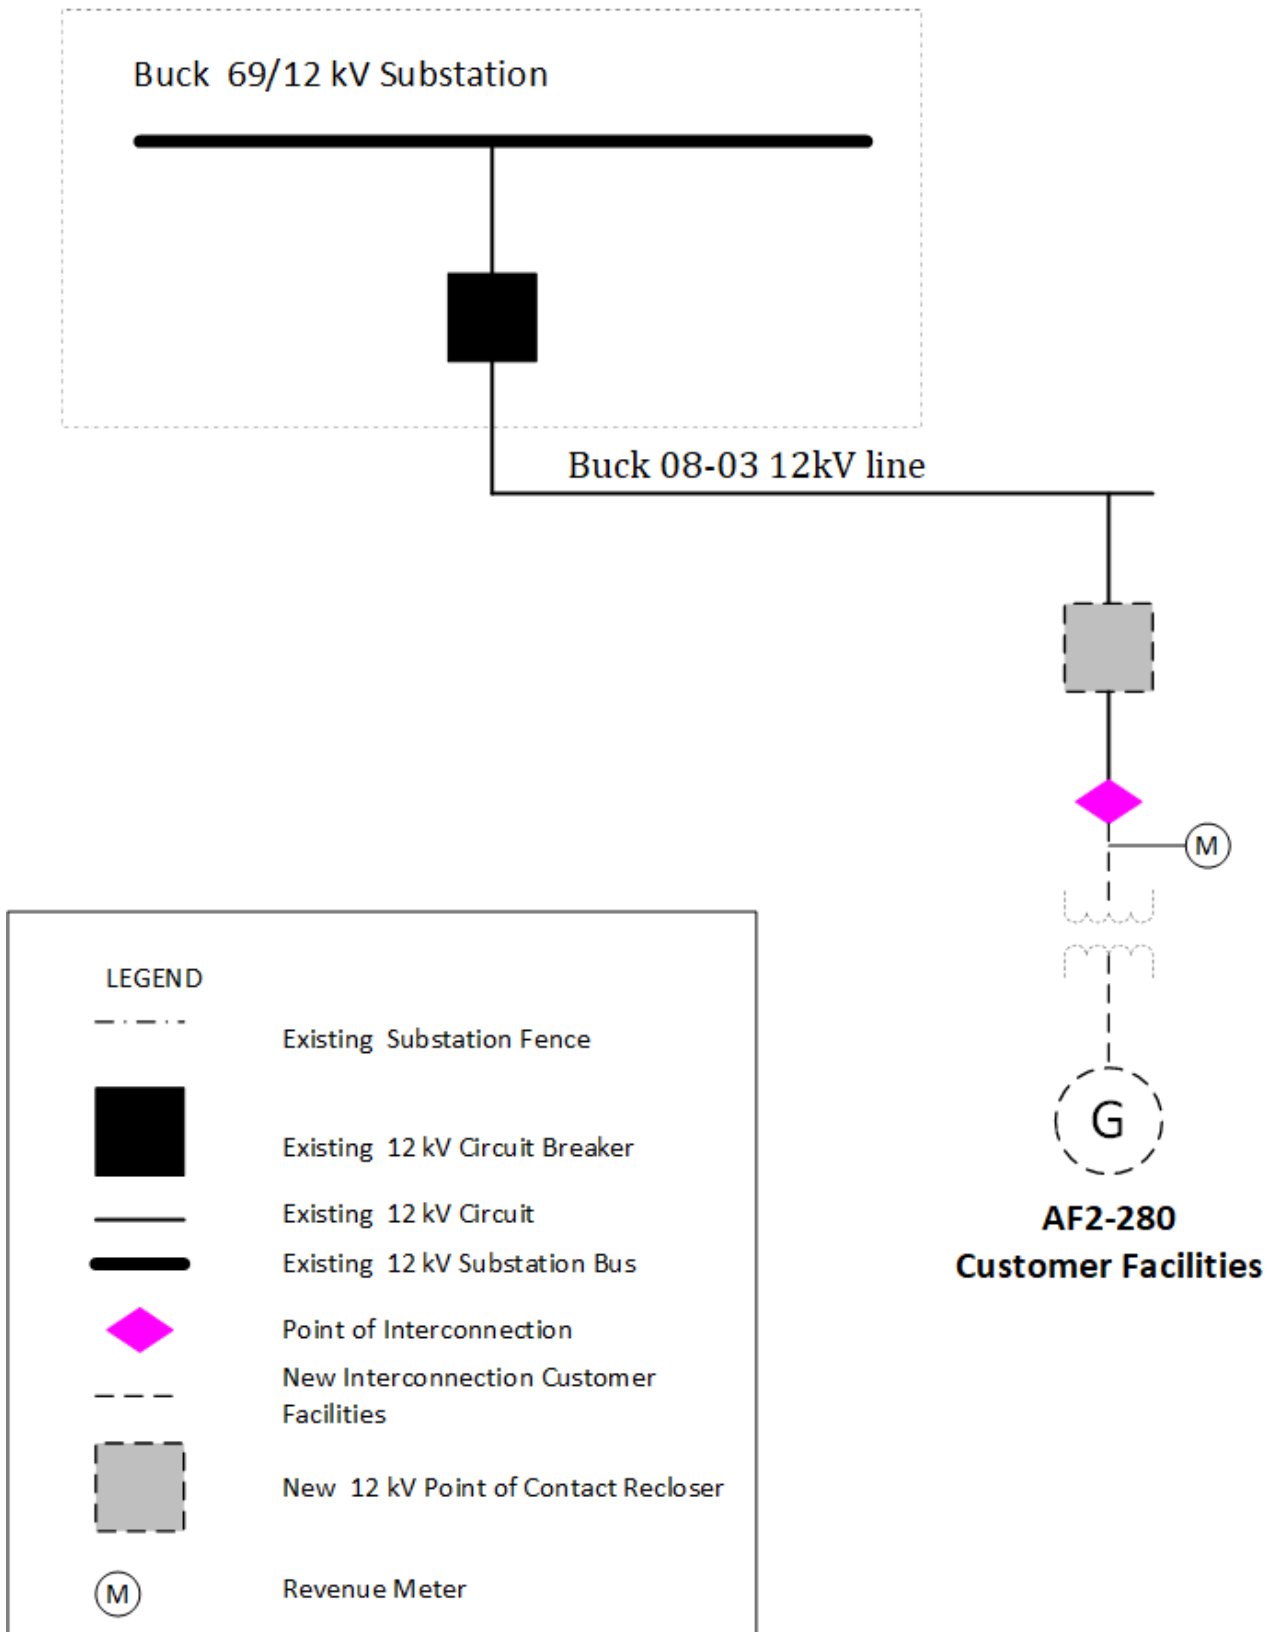 Buck 69/12 kV Substation
Buck 08-03 12kV line
M
G
AF2-280
Customer Facilities
LEGEND
Existing Substation Fence
Existing 12 kV Circuit Breaker
Existing 12 kV Circuit
Existing 12 kV Substation Bus
Point of Interconnection
New Interconnection Customer
Facilities
New 12 kV Point of Contact Recloser
M Revenue Meter